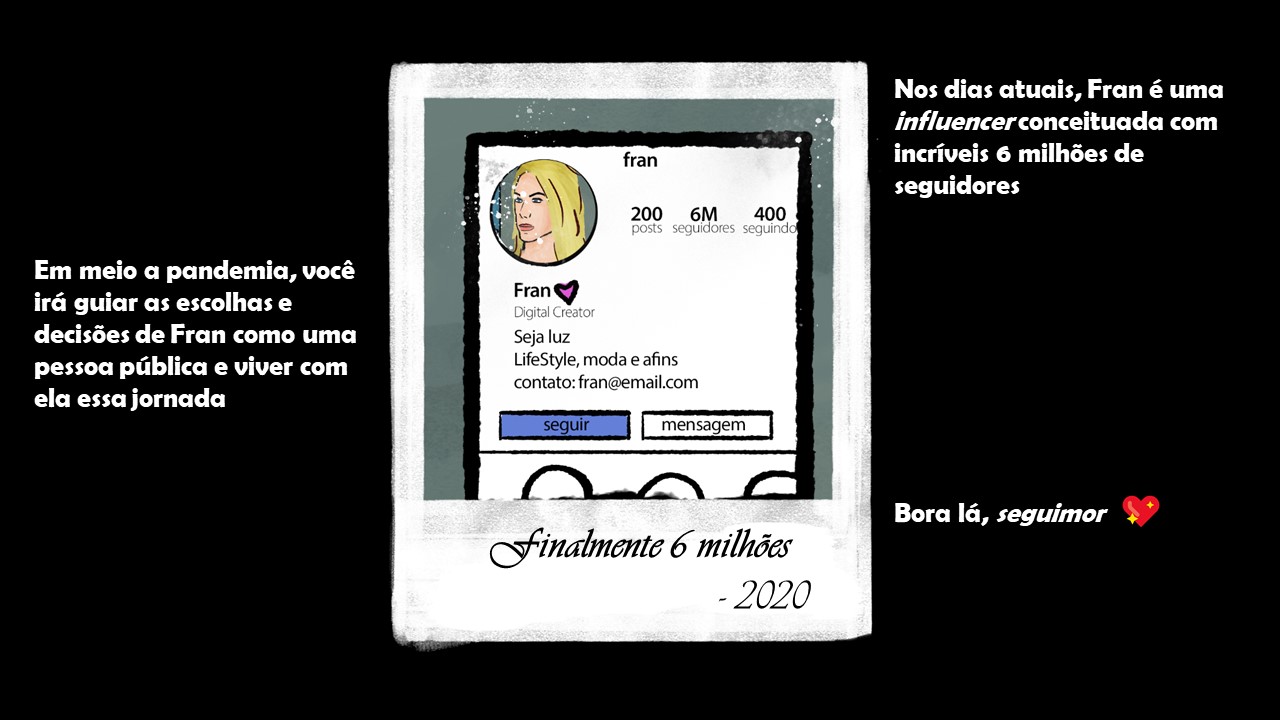 Em meio a pandemia, você
irá guiar as escolhas e
decisões de Fran como uma
pessoa pública e viver com
ela essa jornada
fran
200 6M 400
posts seguidores seguindo
Fran
Digital Creator
Seja luz
LifeStyle, moda e afins
contato: fran@email.com
seguir mensagem
Finalmente 6 milhões
- 2020
Nos dias atuais, Fran é uma
influencer conceituada com
incríveis 6 milhões de
seguidores
Bora lá, seguimor 💖